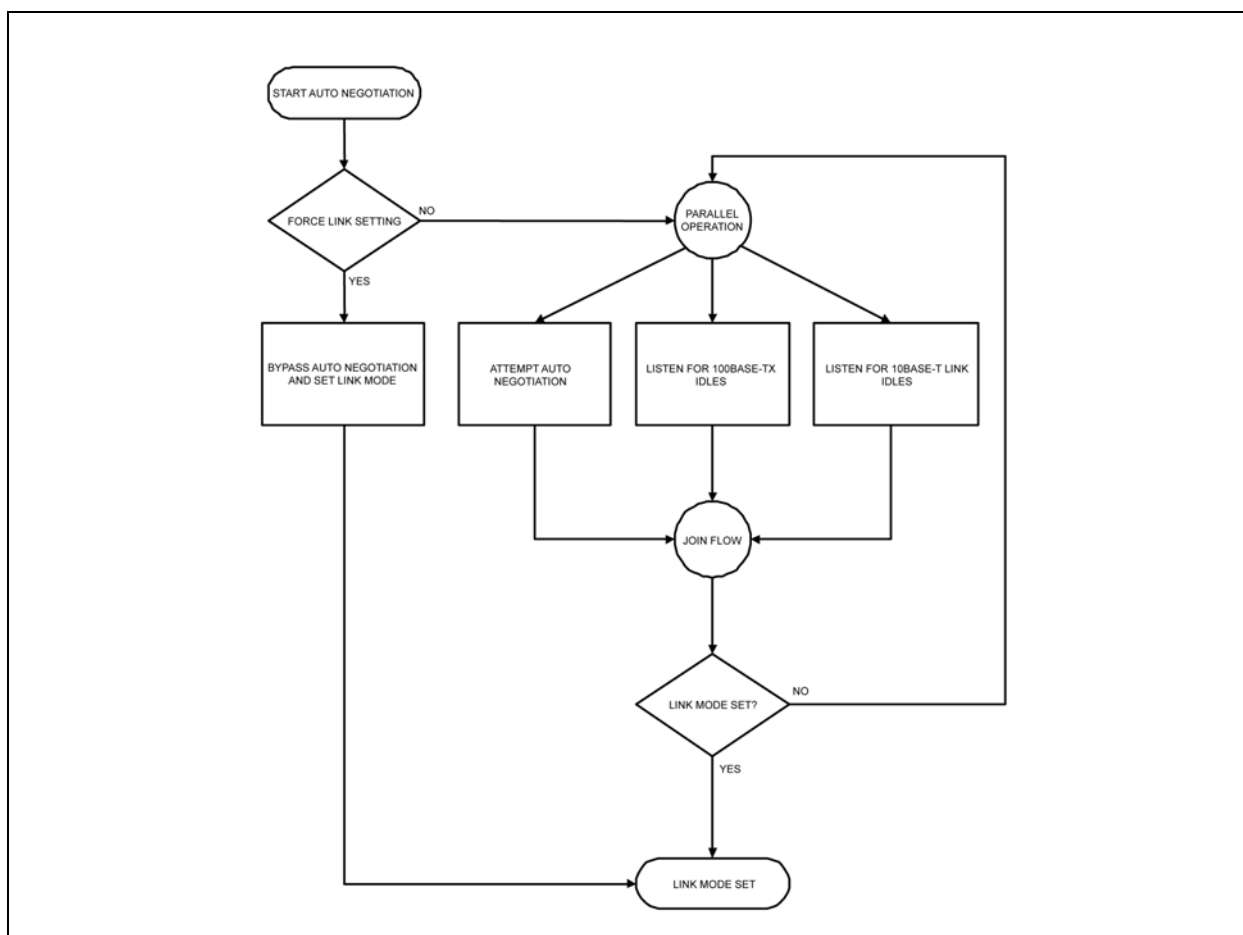 START AUTO NEGOTIATION
FORCE LINK SETTING
NO
YES
PARALLEL
OPERATION
BYPASS AUTO NEGOTIATION
AND SET LINK MODE
ATTEMPT AUTO
NEGOTIATION
LISTEN FOR 100BASE-TX
IDLES
LISTEN FOR 10BASE-T LINK
IDLES
JOIN FLOW
LINK MODE SET?
NO
YES
LINK MODE SET